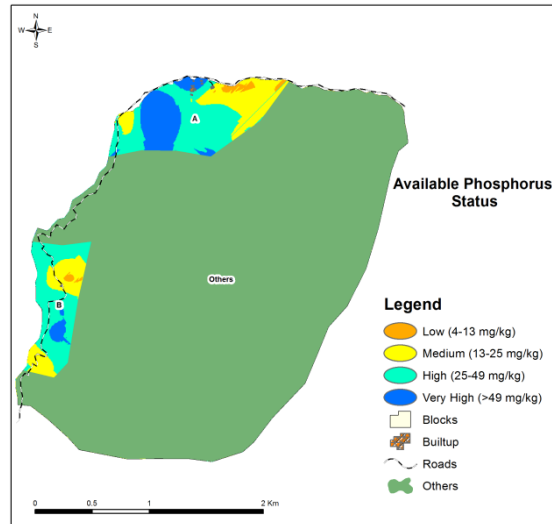 N
W E
S
A
Available Phosphorus
Status
Others
B
Legend
Low (4-13 mg/kg)
Medium (13-25 mg/kg)
High (25-49 mg/kg)
Very High (>49 mg/kg)
Blocks
Builtup
Roads
Others
0 0.5 1 2 Km